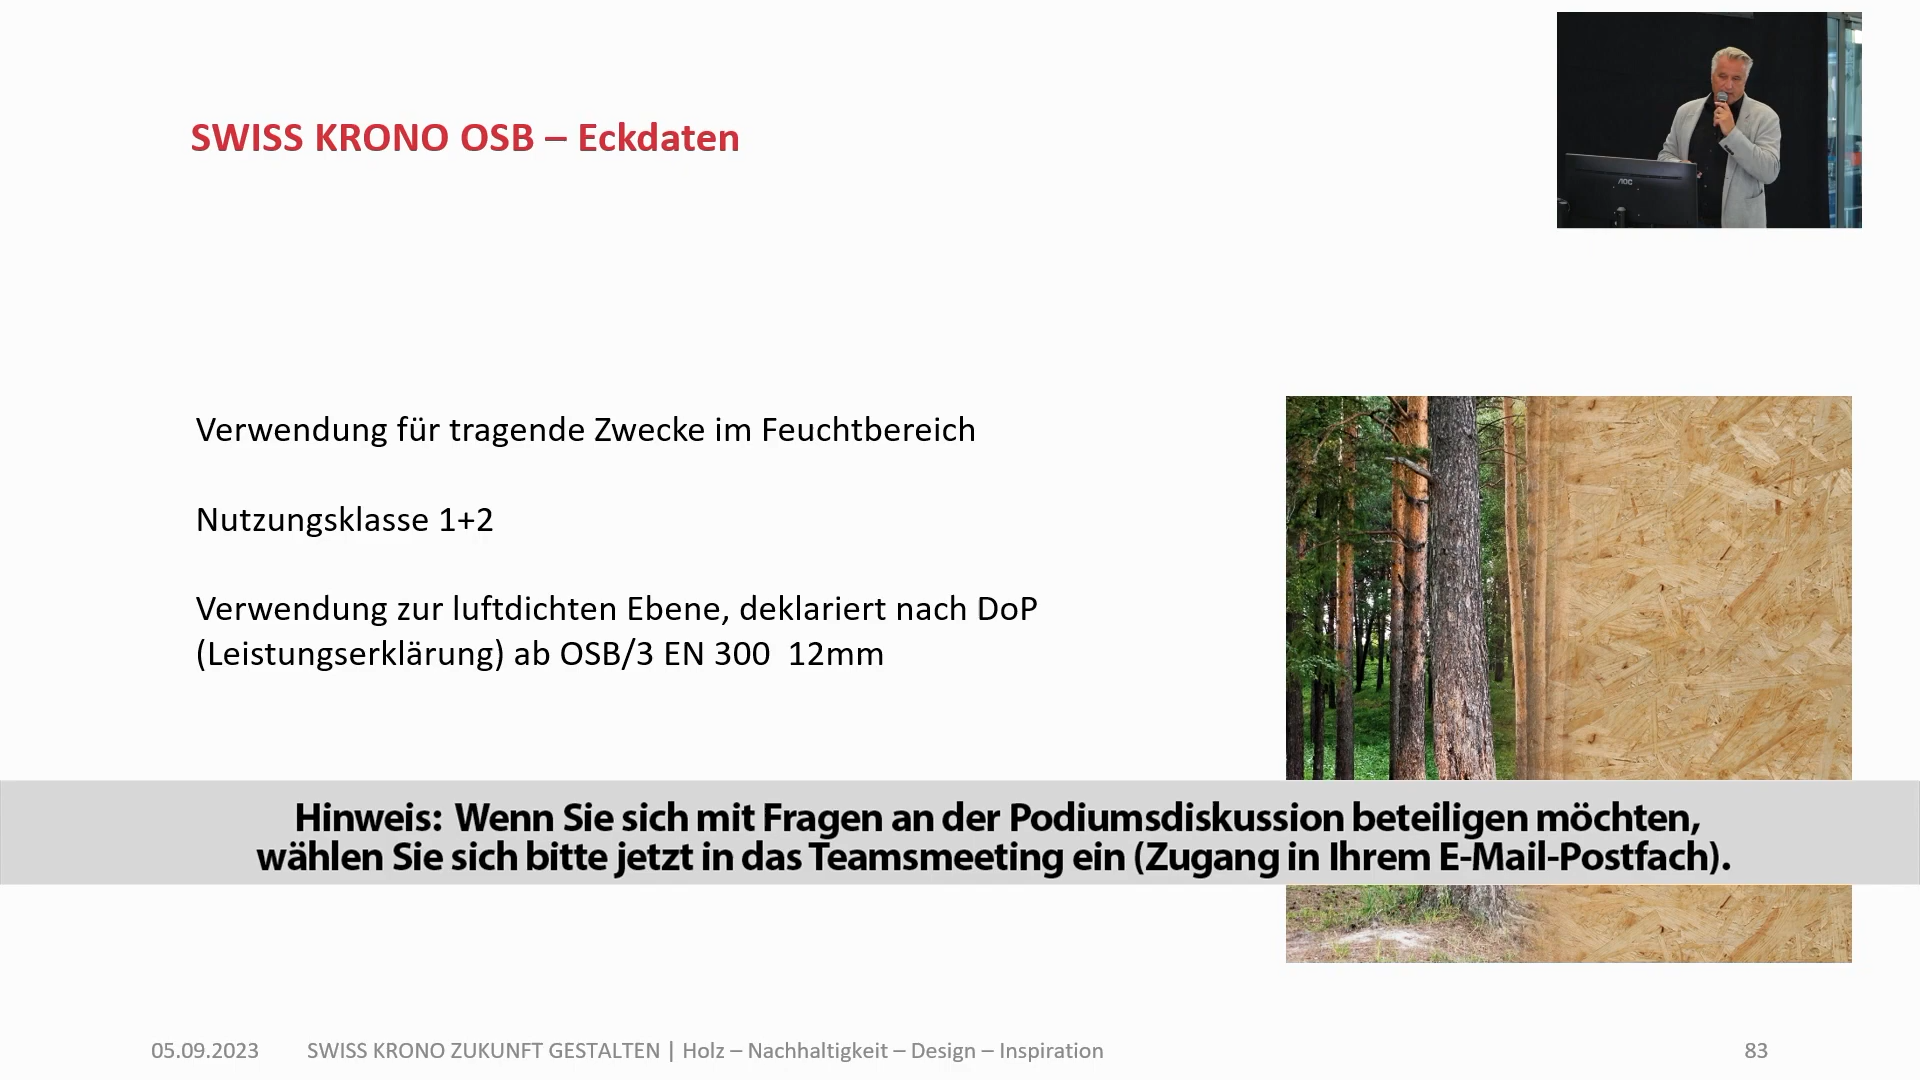 SWISS KRONO OSB – Eckdaten
AOC
Verwendung für tragende Zwecke im Feuchtbereich
Nutzungsklasse 1+2
Verwendung zur luftdichten Ebene, deklariert nach DoP
(Leistungserklärung) ab OSB/3 EN 300  12mm
Hinweis:  Wenn Sie sich mit Fragen an der Podiumsdiskussion beteiligen möchten,
wählen Sie sich bitte jetzt in das Teamsmeeting ein (Zugang in Ihrem E-Mail-Postfach).
05.09.2023 SWISS KRONO ZUKUNFT GESTALTEN | Holz – Nachhaltigkeit – Design – Inspiration 83